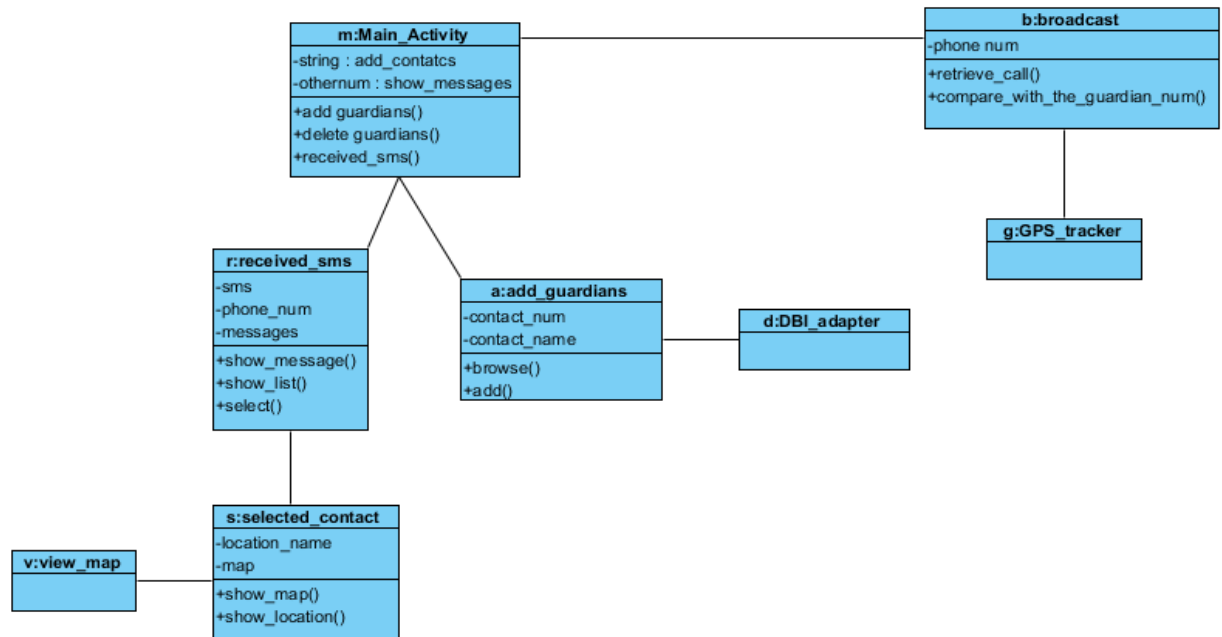 m:Main_Activity
-string : add_contatcs
-othernum : show_messages
+add guardians()
+delete guardians()
+received_sms()
b:broadcast
-phone num
+retrieve_call()
+compare_with_the_guardian_num()
g:GPS_tracker
r:received_sms
-sms
-phone_num
-messages
+show_message()
+show_list()
+select()
a:add_guardians
-contact_num
-contact_name
+browse()
+add()
d:DBI_adapter
s:selected_contact
-location_name
-map
+show_map()
+show_location()
v:view_map